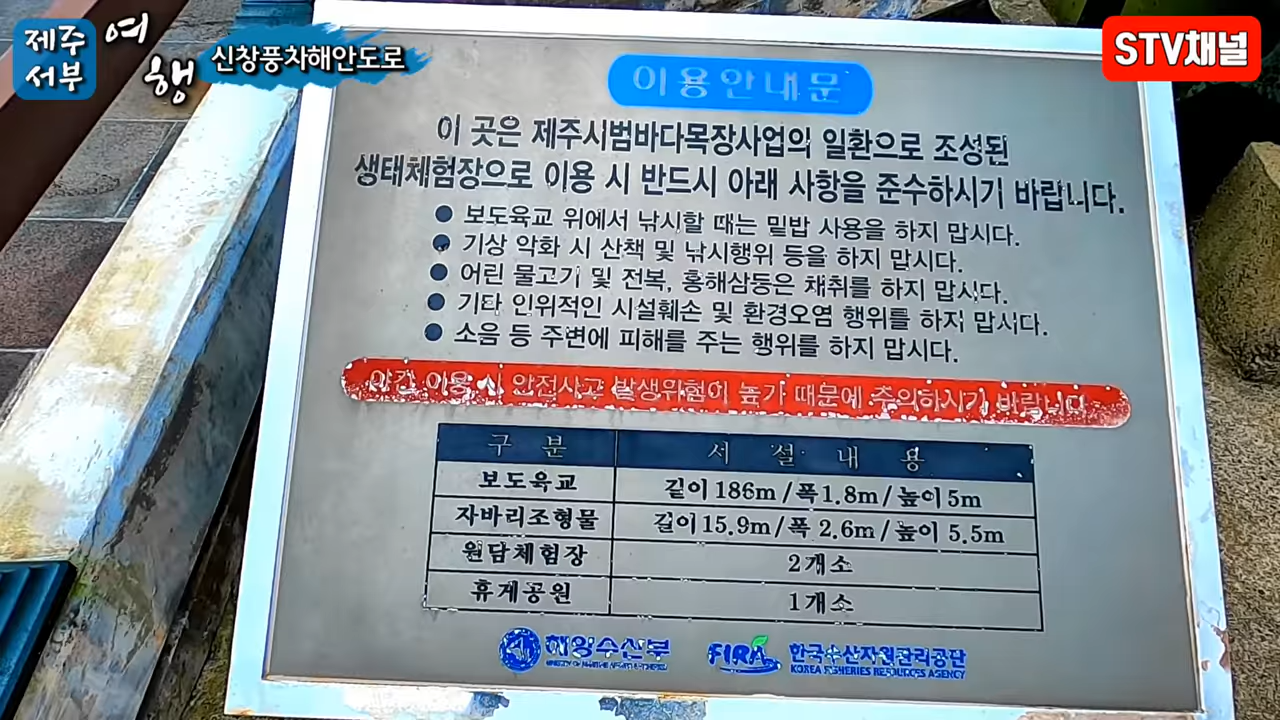 제주 서부
여행
신창풍차해안도로
STV채널
이용안내문
이 곳은 제주시범바다목장사업의 일환으로 조성된
생태체험장으로 이용 시 반드시 아래 사항을 준수하시기 바랍니다.
● 보도육교 위에서 낚시할 때는 밑밥 사용을 하지 맙시다.
● 기상 악화 시 산책 및 낚시행위 등을 하지 맙시다.
● 어린 물고기 및 전복, 홍해삼등은 채취를 하지 맙시다.
● 기타 인위적인 시설훼손 및 환경오염 행위를 하지 맙시다.
● 소음 등 주변에 피해를 주는 행위를 하지 맙시다.
야간 이용 시 안전사고 발생위험이 높기 때문에 주의하시기 바랍니다
구 분 시 설 내 용
보도육교 길이 186m / 폭 1.8m / 높이 5m
자바리조형물 길이 15.9m / 폭 2.6m / 높이 5.5m
원담체험장 2개소
휴게공원 1개소
해양수산부 FIRA 한국수산자원관리공단
KOREA FISHERIES RESOURCES AGENCY